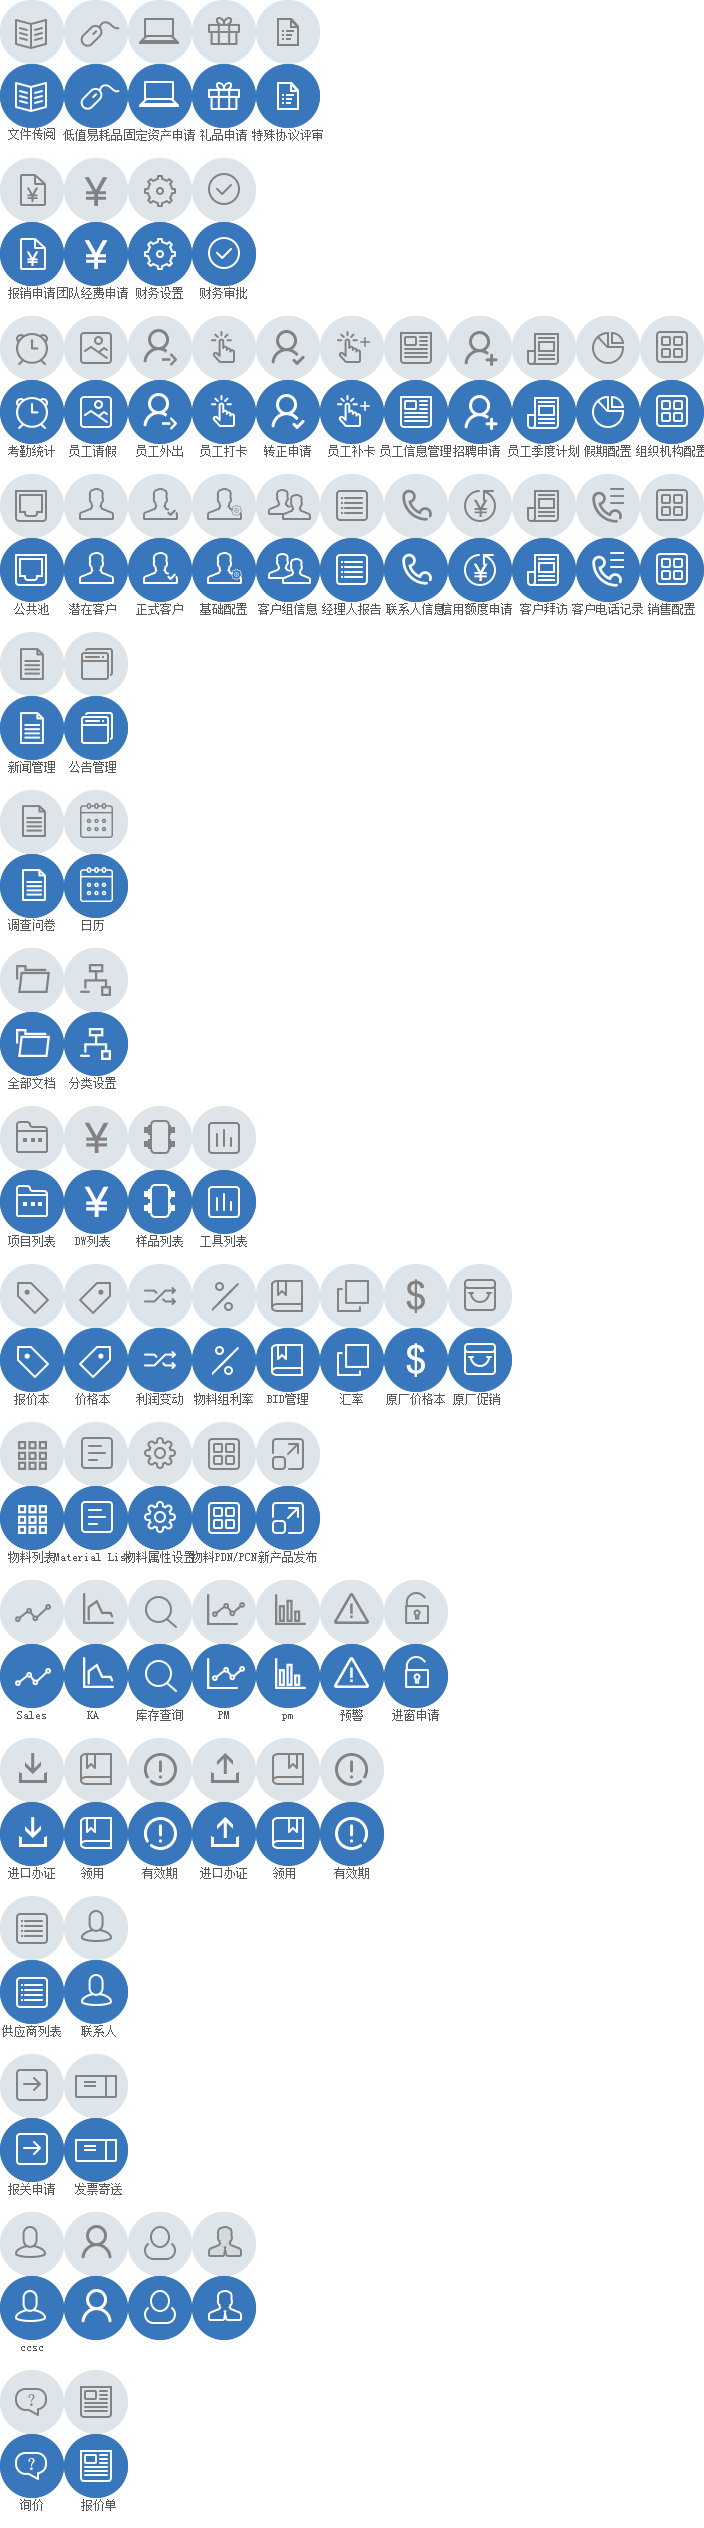 文件传阅 低值易耗品固定资产申请 礼品申请 特殊协议评审
报销申请 团队经费申请 财务设置 财务审批
考勤统计 员工请假 员工外出 员工打卡 转正申请 员工补卡 员工信息管理 招聘申请 员工季度计划 假期配置 组织机构配置
公共池 潜在客户 正式客户 基础配置 客户组信息 经理人报告 联系人信息 信用额度申请 客户拜访 客户电话记录 销售配置
新闻管理 公告管理
调查问卷 日历
全部文档 分类设置
项目列表 DW列表 样品列表 工具列表
报价本 价格本 利润变动 物料组利率 BID管理 汇率 原厂价格本 原厂促销
物料列表 Material Lis 物料属性设置 物料PDN/PCN 新产品发布
Sales KA 库存查询 PM pm 预警 进窗申请
进口办证 领用 有效期 进口办证 领用 有效期
供应商列表 联系人
报关申请 发票寄送
ccsc
询价 报价单